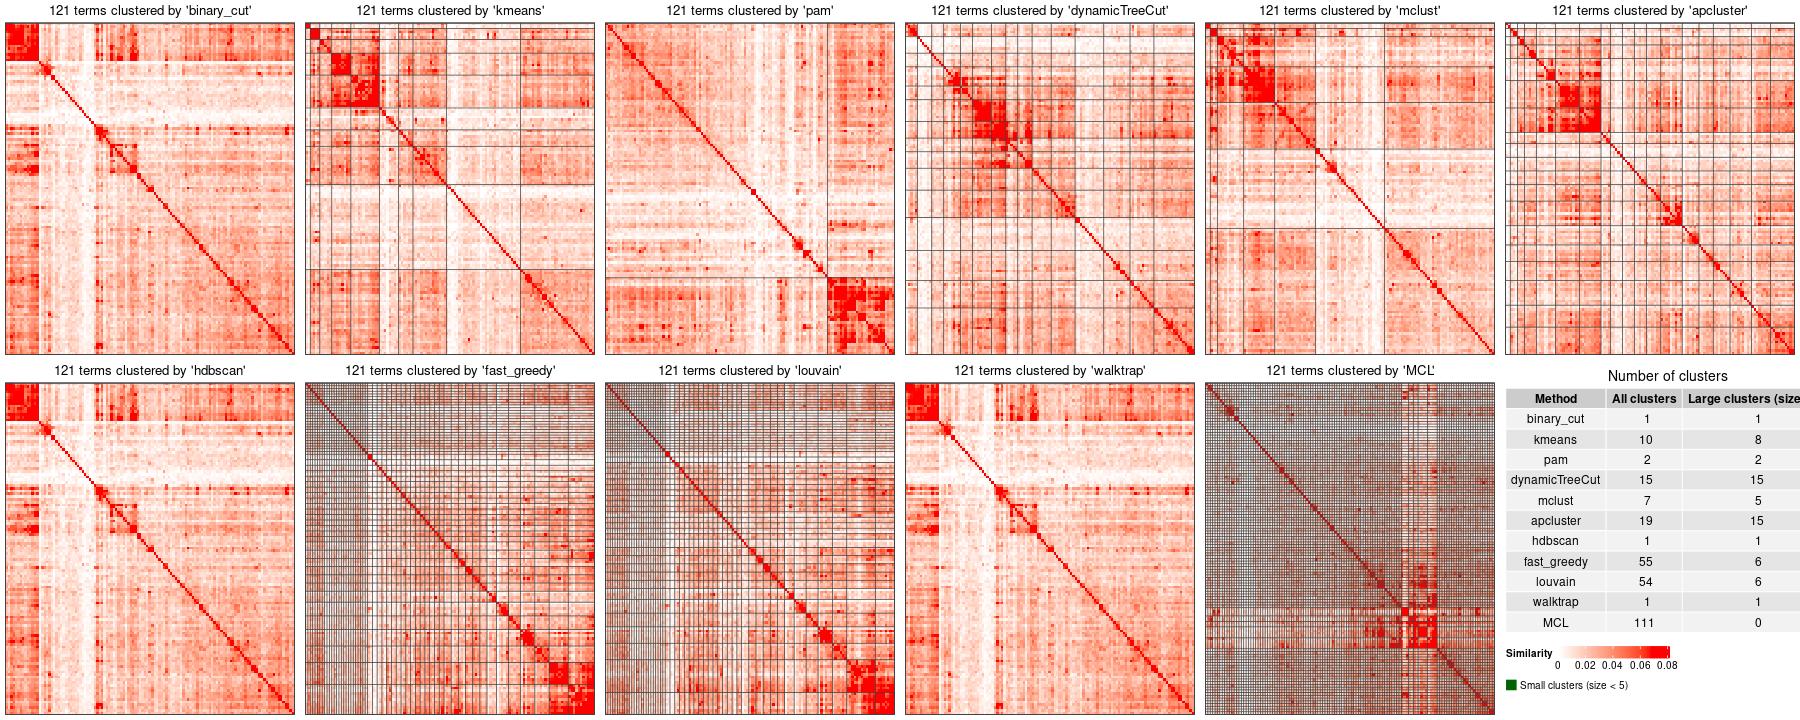 121 terms clustered by 'binary_cut'
121 terms clustered by 'kmeans'
121 terms clustered by 'pam'
121 terms clustered by 'dynamicTreeCut'
121 terms clustered by 'mclust'
121 terms clustered by 'apcluster'
121 terms clustered by 'hdbscan'
121 terms clustered by 'fast_greedy'
121 terms clustered by 'louvain'
121 terms clustered by 'walktrap'
121 terms clustered by 'MCL'
Number of clusters
Method All clusters Large clusters (size
binary_cut 1 1
kmeans 10 8
pam 2 2
dynamicTreeCut 15 15
mclust 7 5
apcluster 19 15
hdbscan 1 1
fast_greedy 55 6
louvain 54 6
walktrap 1 1
MCL 111 0
Similarity
0 0.02 0.04 0.06 0.08
Small clusters (size < 5)